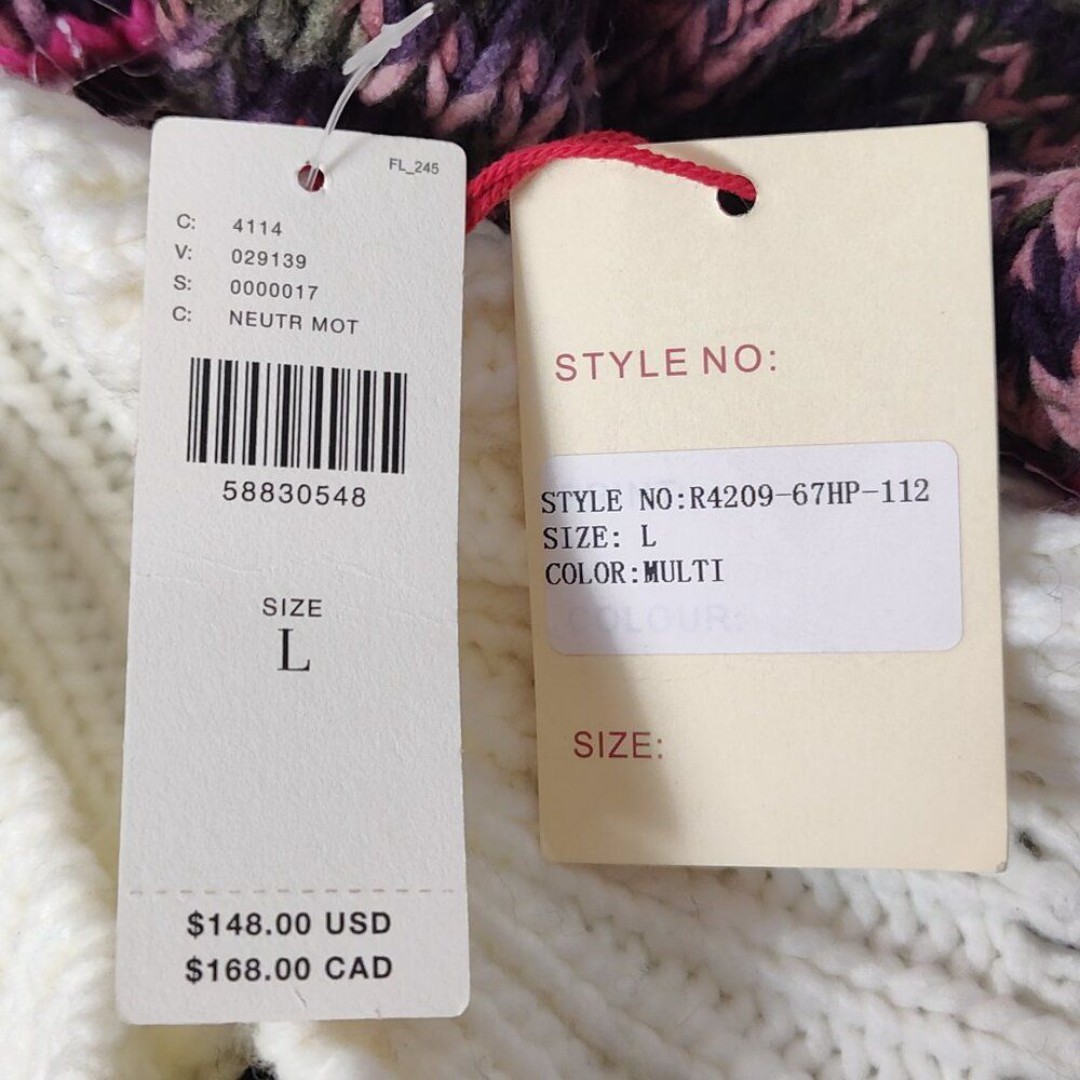 FL_245
C: 4114
V: 029139
S: 0000017
C: NEUTR MOT
58830548
SIZE
L
$148.00 USD
$168.00 CAD
STYLE NO:
STYLE NO:R4209-67HP-112
SIZE: L
COLOR:MULTI
COLOUR:
SIZE: